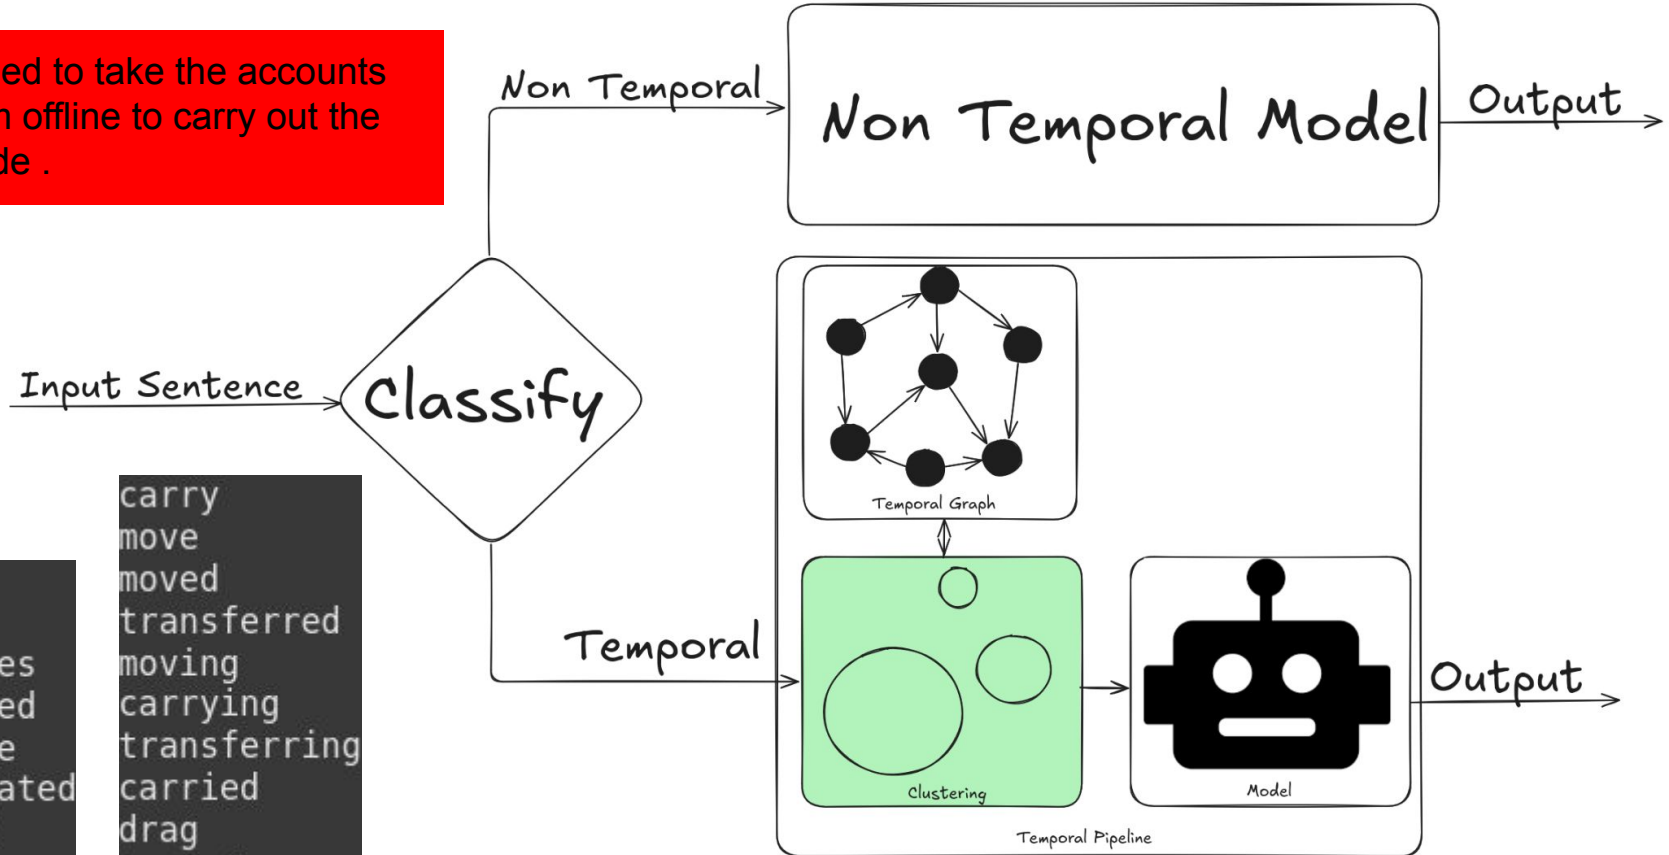 ed to take the accounts
offline to carry out the
de .
Non Temporal
Non Temporal Model
Output
Input Sentence
Classify
Temporal Graph
Temporal
Clustering
Model
Output
Temporal Pipeline
es
ed
e
ated
carry
move
moved
transferred
moving
carrying
transferring
carried
drag